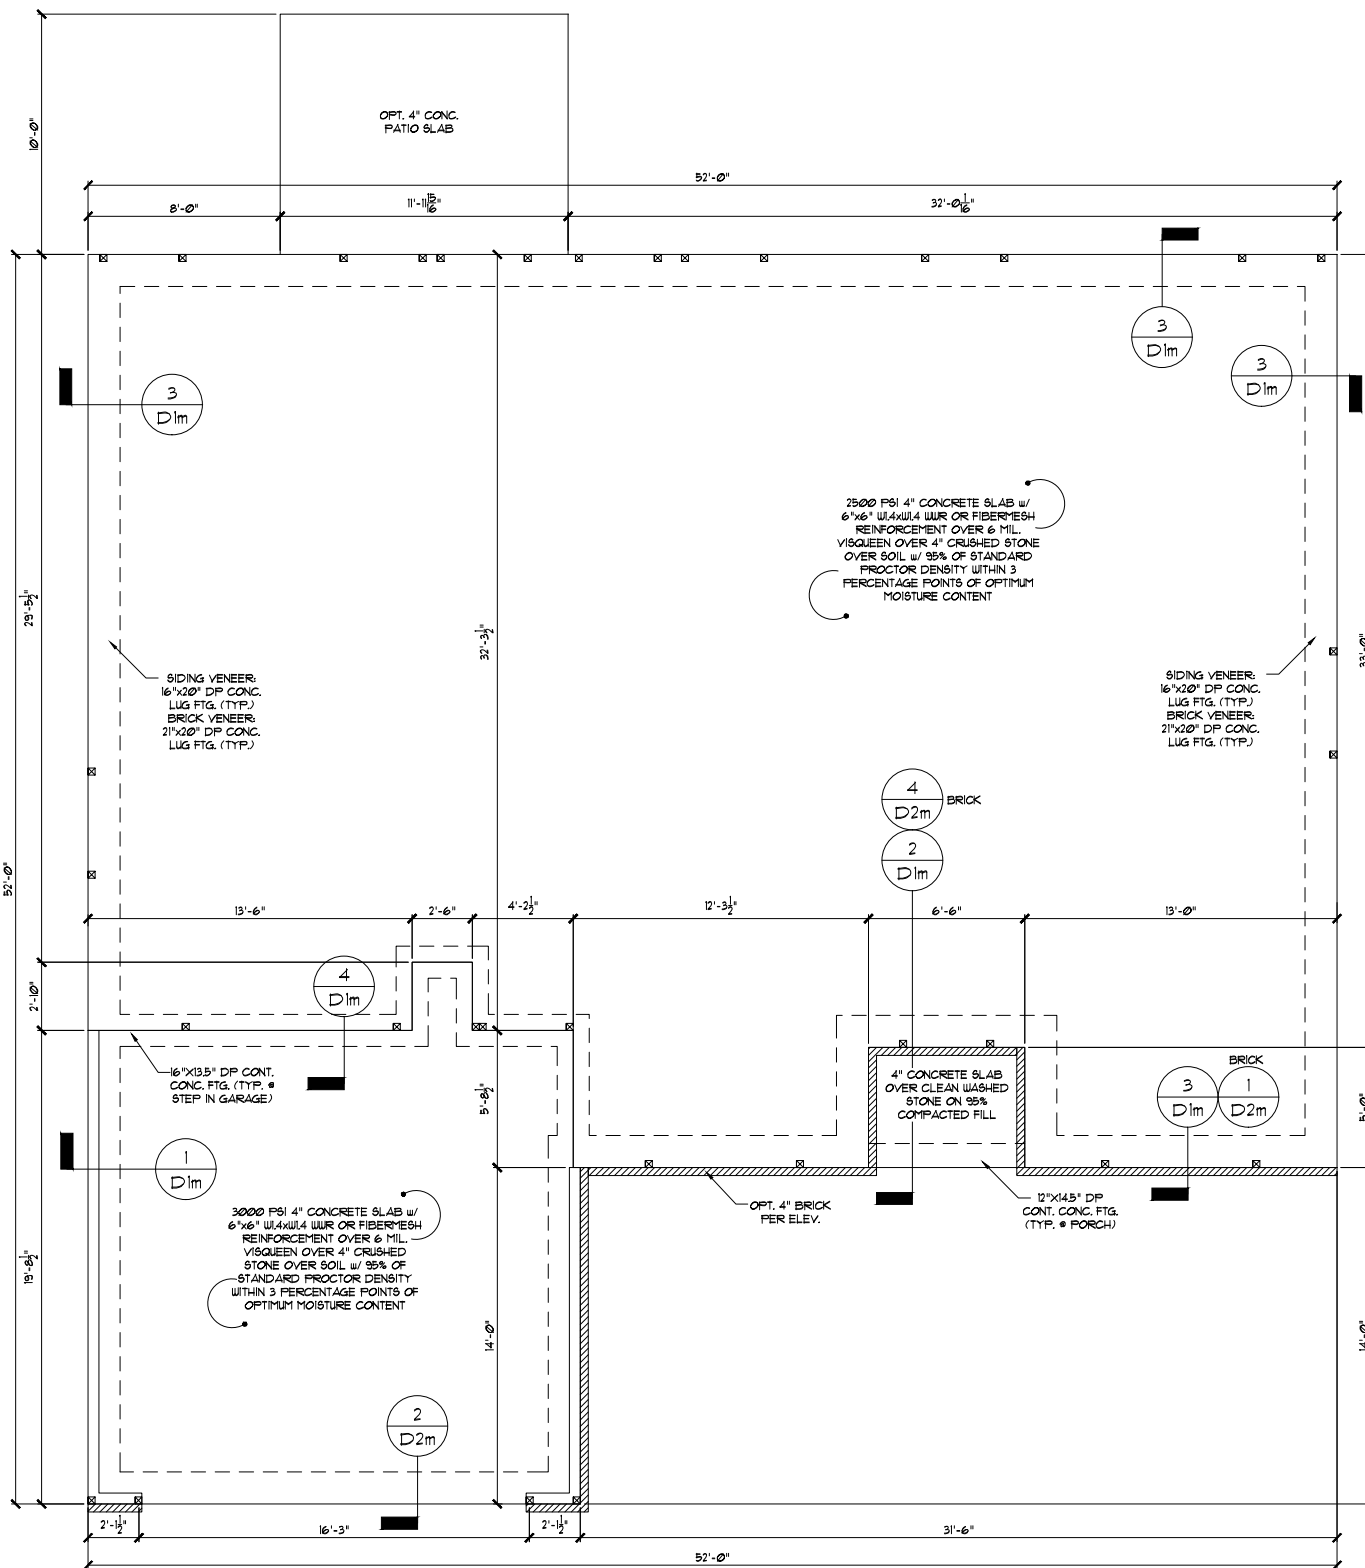 OPT. 4" CONC.
PATIO SLAB
10'-0"
52'-0"
8'-0"
11'-11 15/16"
32'-0 1/16"
3
D1m
3
D1m
3
D1m
2500 PSI 4" CONCRETE SLAB w/
6"x6" W1.4xW1.4 WWR OR FIBERMESH
REINFORCEMENT OVER 6 MIL.
VISQUEEN OVER 4" CRUSHED STONE
OVER SOIL w/ 95% OF STANDARD
PROCTOR DENSITY WITHIN 3
PERCENTAGE POINTS OF OPTIMUM
MOISTURE CONTENT
29'-5 1/2"
32'-3 1/2"
33'-0"
SIDING VENEER:
16"x20" DP CONC.
LUG FTG. (TYP.)
BRICK VENEER:
21"x20" DP CONC.
LUG FTG. (TYP.)
SIDING VENEER:
16"x20" DP CONC.
LUG FTG. (TYP.)
BRICK VENEER:
21"x20" DP CONC.
LUG FTG. (TYP.)
4
D2m
BRICK
2
D1m
52'-0"
13'-6"
2'-6"
4'-2 1/2"
12'-3 1/2"
6'-6"
13'-0"
2'-10"
4
D1m
16"X13.5" DP CONT.
CONC. FTG. (TYP. @
STEP IN GARAGE)
5'-8 1/2"
4" CONCRETE SLAB
OVER CLEAN WASHED
STONE ON 95%
COMPACTED FILL
BRICK
3
D1m
1
D2m
5'-0"
1
D1m
3000 PSI 4" CONCRETE SLAB w/
6"x6" W1.4xW1.4 WWR OR FIBERMESH
REINFORCEMENT OVER 6 MIL.
VISQUEEN OVER 4" CRUSHED
STONE OVER SOIL w/ 95% OF
STANDARD PROCTOR DENSITY
WITHIN 3 PERCENTAGE POINTS OF
OPTIMUM MOISTURE CONTENT
OPT. 4" BRICK
PER ELEV.
12"X14.5" DP
CONT. CONC. FTG.
(TYP. @ PORCH)
19'-8 1/2"
14'-0"
14'-0"
2
D2m
2'-1 1/2"
16'-3"
2'-1 1/2"
31'-6"
52'-0"